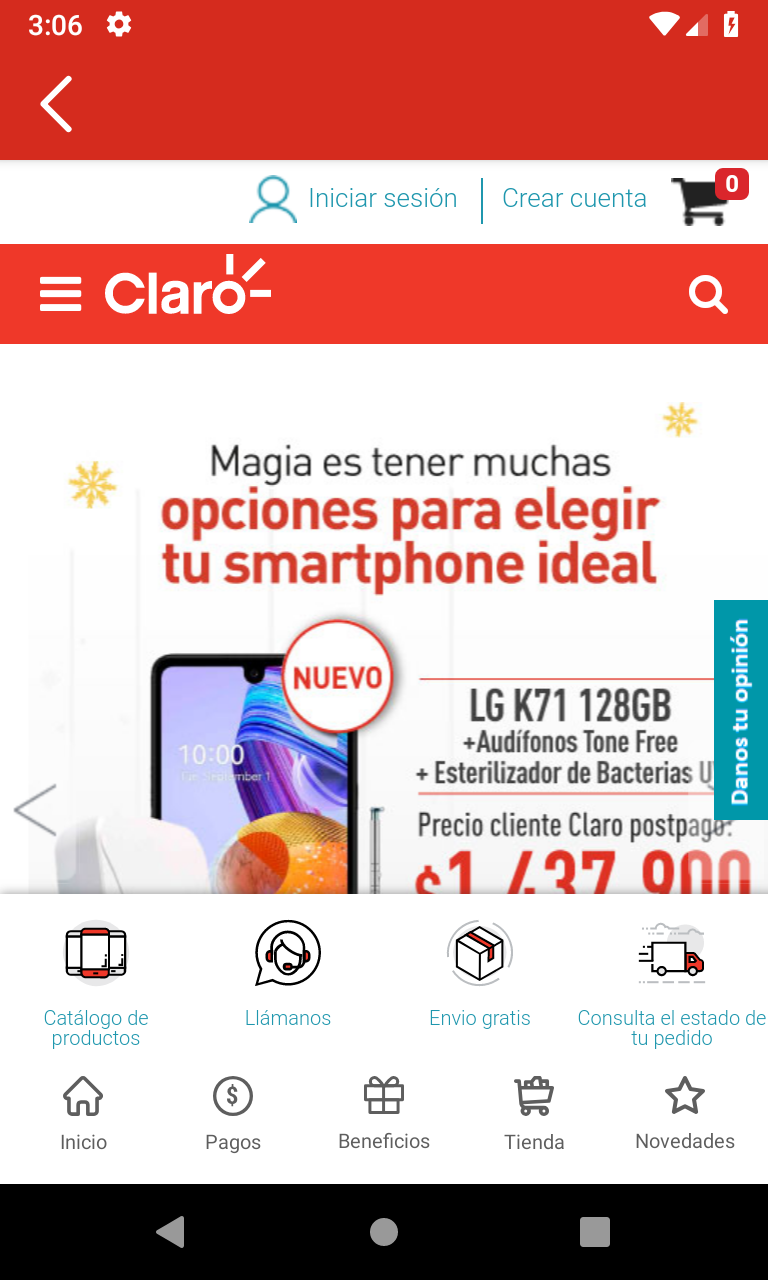 3:06
Iniciar sesión
Crear cuenta
0
Claro
Magia es tener muchas
opciones para elegir
tu smartphone ideal
NUEVO
10:00
Tue, September 1
LG K71 128GB
+Audífonos Tone Free
+ Esterilizador de Bacterias
Precio cliente Claro postpago:
$1.437.900
Danos tu opinión
Catálogo de
productos
Llámanos
Envio gratis
Consulta el estado de
tu pedido
Inicio
Pagos
Beneficios
Tienda
Novedades